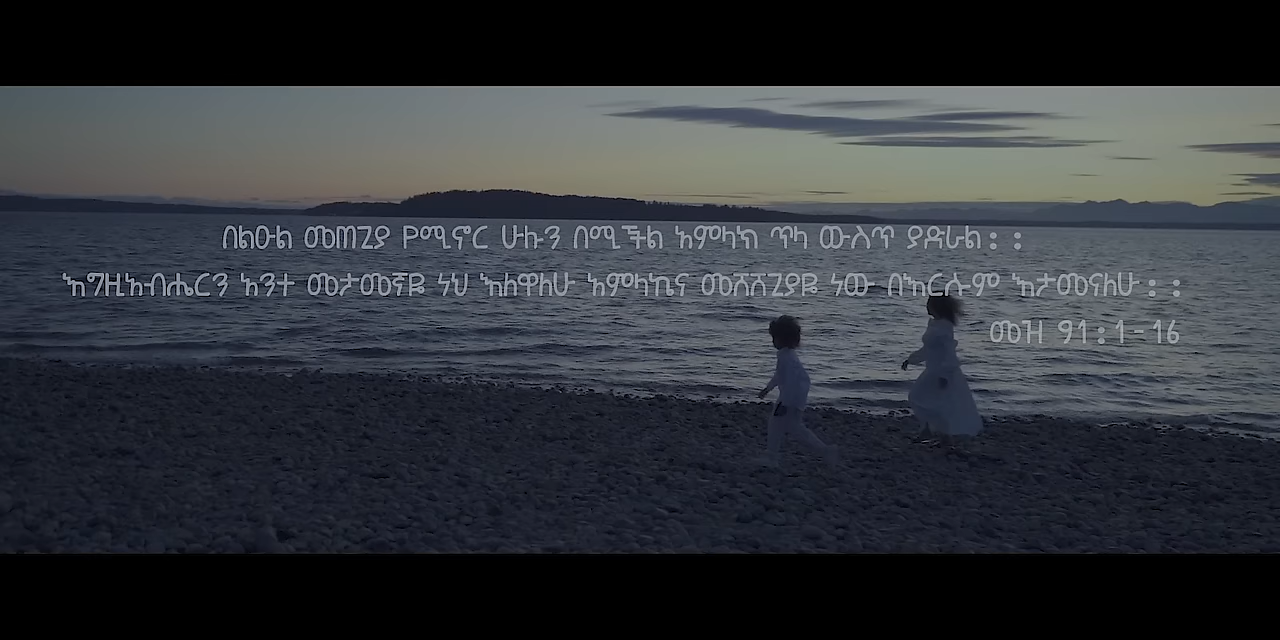 በልዑል መጠጊያ የሚኖር ሁሉን በሚችል አምላክ ጥላ ውስጥ ያድራል::
እግዚአብሔርን አንተ መታመኛዬ ነህ እለዋለሁ አምላኬና መሸሸጊያዬ ነው በእርሱም እታመናለሁ::
መዝ 91:1-16